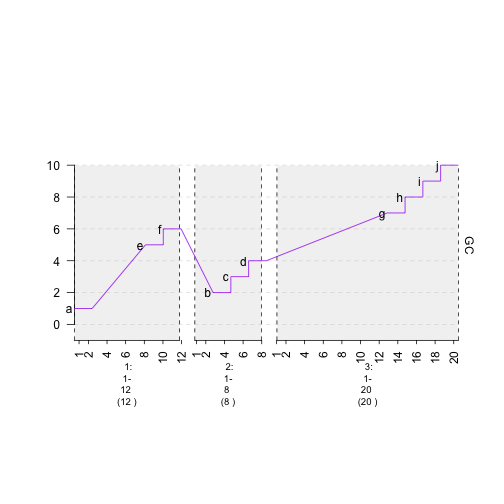 10
8
6
4
2
0
a
e
f
b
c
d
g
h
i
j
GC
1 2 4 6 8 10 12
1 2 4 6 8
1 2 4 6 8 10 12 14 16 18 20
1: 2: 3:
1- 1- 1-
12 8 20
(12 ) (8 ) (20 )